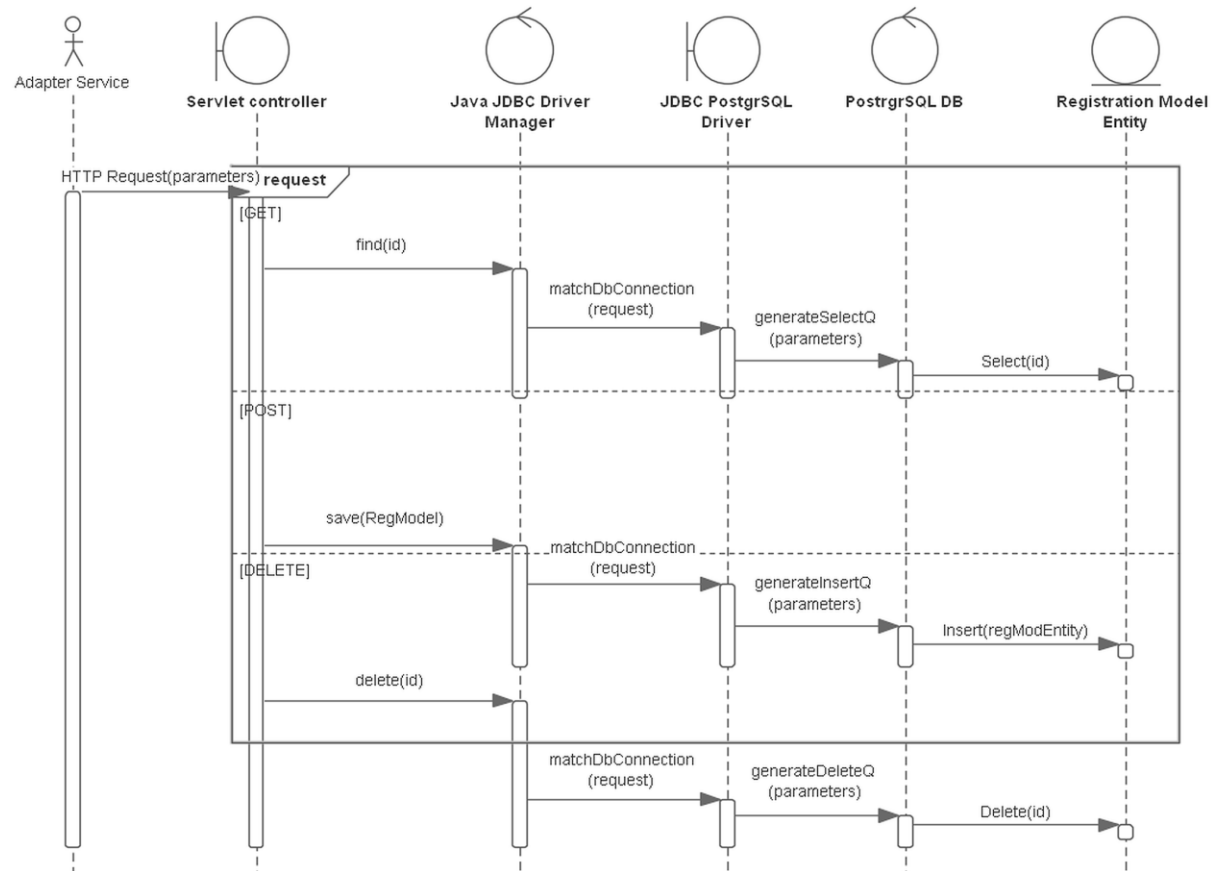 Adapter Service
Servlet controller
Java JDBC Driver
Manager
JDBC PostgrSQL
Driver
PostrgrSQL DB
Registration Model
Entity
HTTP Request(parameters)
request
[GET]
find(id)
matchDbConnection
(request)
generateSelectQ
(parameters)
Select(id)
[POST]
save(RegModel)
matchDbConnection
(request)
[DELETE]
generateInsertQ
(parameters)
Insert(regModEntity)
delete(id)
matchDbConnection
(request)
generateDeleteQ
(parameters)
Delete(id)